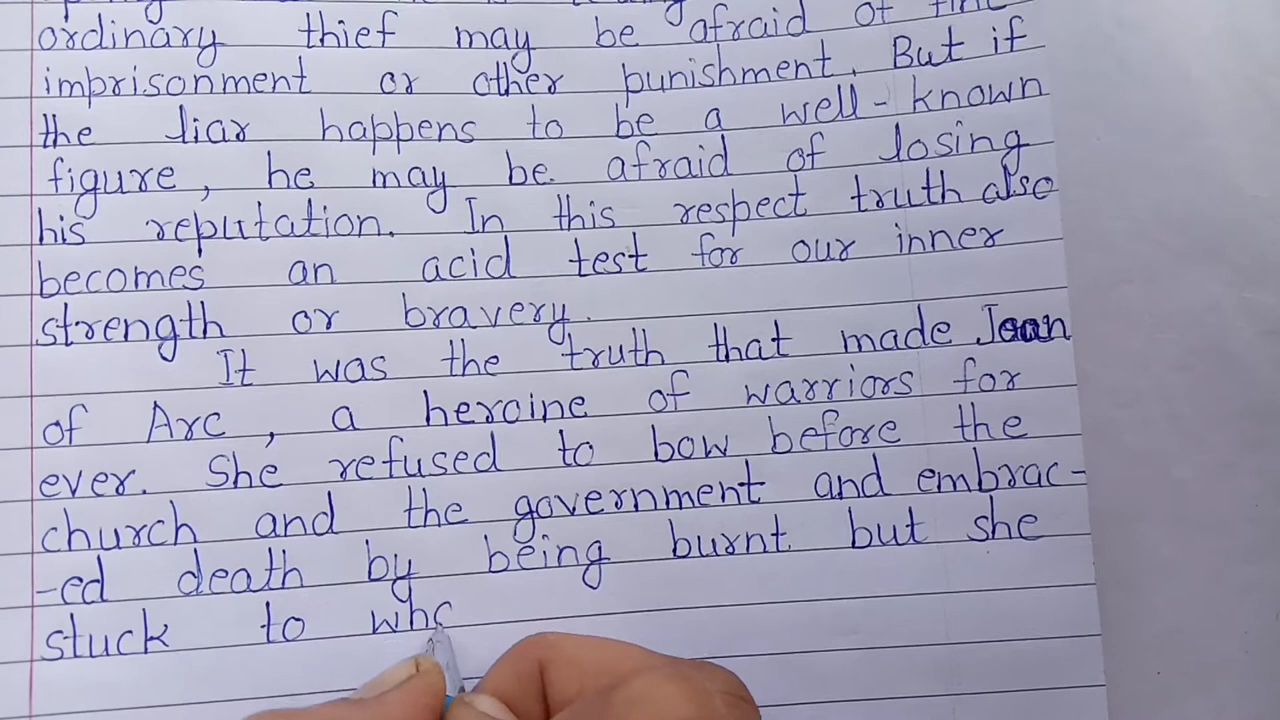 ordinary thief may be afraid of fine
imprisonment or other punishment. But if
the liar happens to be a well-known
figure, he may be afraid of losing
his reputation. In this respect truth also
becomes an acid test for our inner
strength or bravery.
It was the truth that made Joan
of Arc, a heroine of warriors for
ever. She refused to bow before the
church and the government and embrac-
-ed death by being burnt. but she
stuck to wha